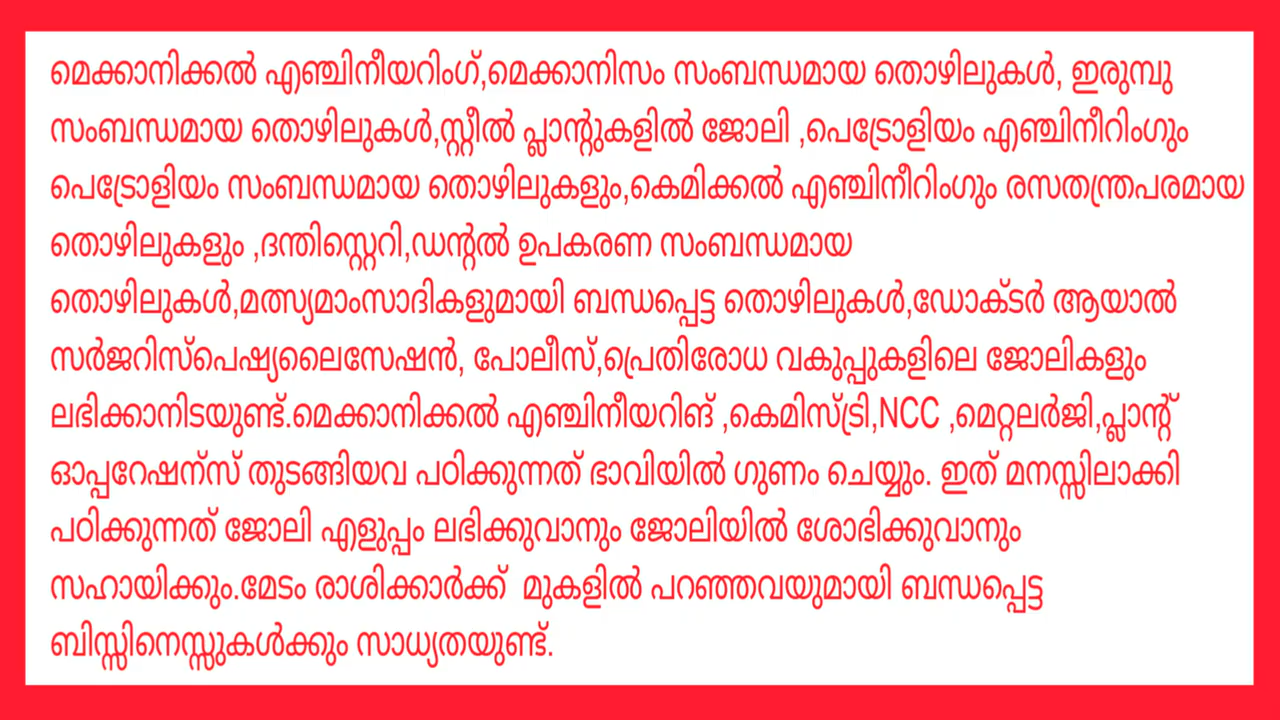 മെക്കാനിക്കൽ എഞ്ചിനീയറിംഗ്,മെക്കാനിസം സംബന്ധമായ തൊഴിലുകൾ, ഇരുമ്പു
സംബന്ധമായ തൊഴിലുകൾ,സ്റ്റീൽ പ്ലാന്റുകളിൽ ജോലി ,പെട്രോളിയം എഞ്ചിനീറിംഗും
പെട്രോളിയം സംബന്ധമായ തൊഴിലുകളും,കെമിക്കൽ എഞ്ചിനീറിംഗും രസതന്ത്രപരമായ
തൊഴിലുകളും ,ദന്തിസ്റ്റെറി,ഡന്റൽ ഉപകരണ സംബന്ധമായ
തൊഴിലുകൾ,മത്സ്യമാംസാദികളുമായി ബന്ധപ്പെട്ട തൊഴിലുകൾ,ഡോക്ടർ ആയാൽ
സർജറിസ്പെഷ്യലൈസേഷൻ, പോലീസ്,പ്രെതിരോധ വകുപ്പുകളിലെ ജോലികളും
ലഭിക്കാനിടയുണ്ട്.മെക്കാനിക്കൽ എഞ്ചിനീയറിങ് ,കെമിസ്ട്രി,NCC ,മെറ്റലർജി,പ്ലാന്റ്
ഓപ്പറേഷന്സ് തുടങ്ങിയവ പഠിക്കുന്നത് ഭാവിയിൽ ഗുണം ചെയ്യും. ഇത് മനസ്സിലാക്കി
പഠിക്കുന്നത് ജോലി എളുപ്പം ലഭിക്കുവാനും ജോലിയിൽ ശോഭിക്കുവാനും
സഹായിക്കും.മേടം രാശിക്കാർക്ക് മുകളിൽ പറഞ്ഞവയുമായി ബന്ധപ്പെട്ട
ബിസ്സിനെസ്സുകൾക്കും സാധ്യതയുണ്ട്.